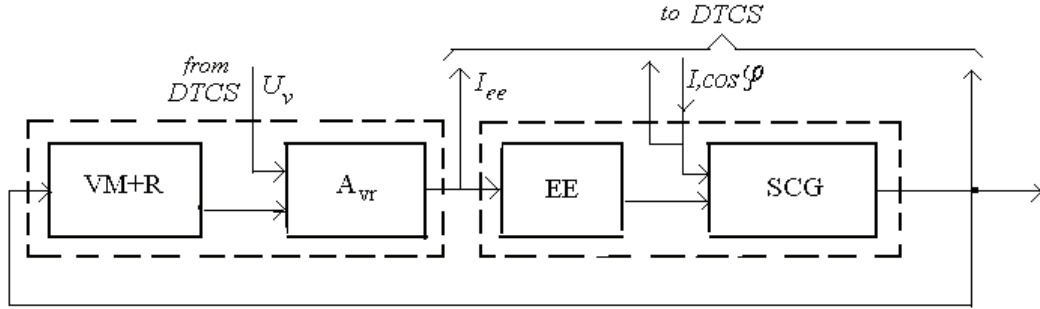 to DTCS
from
DTCS
U_v
I_ee
I,cosφ
VM+R
A_vr
EE
SCG